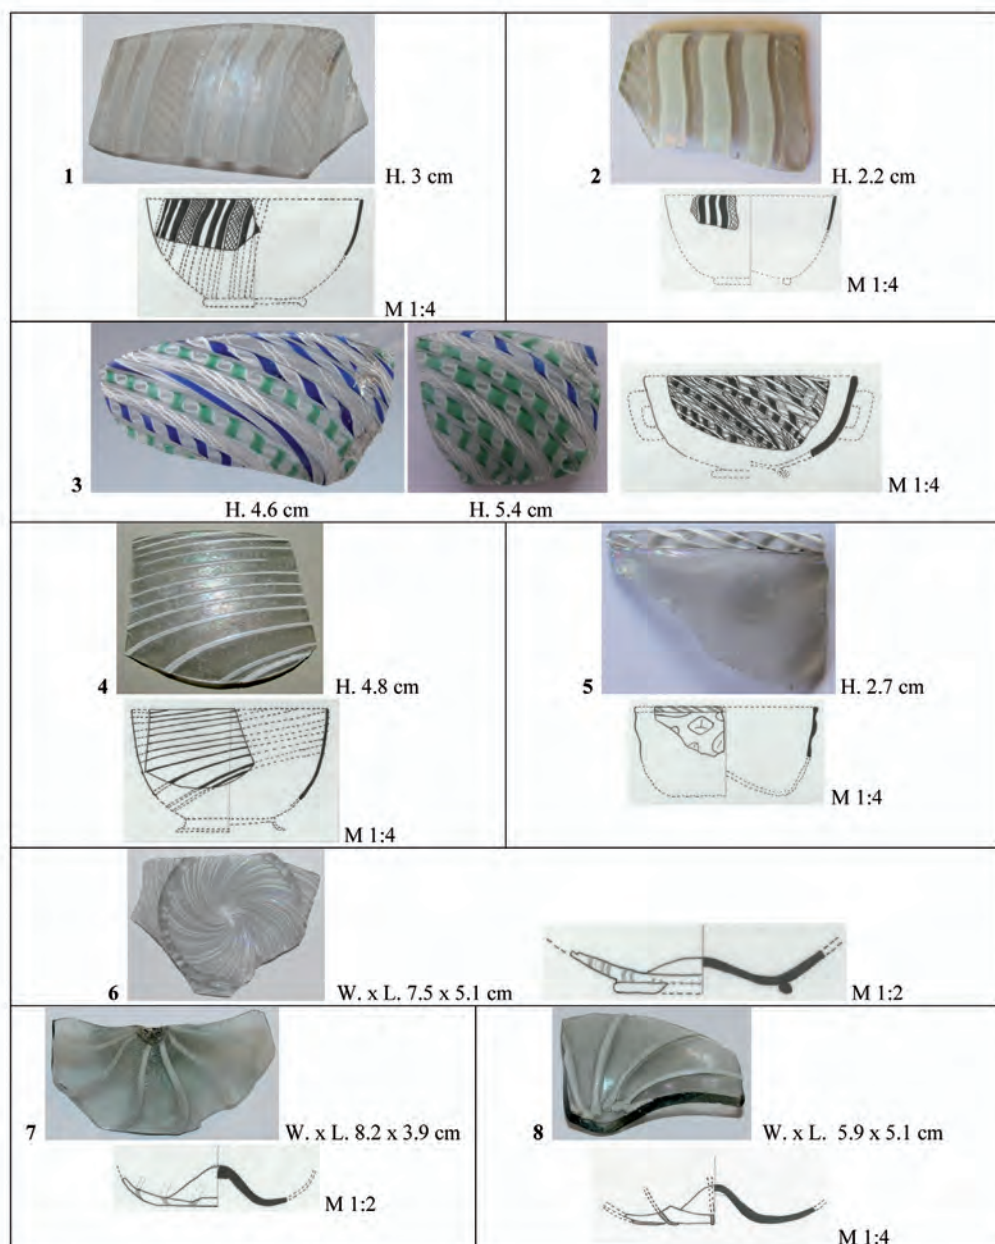 1 H. 3 cm
M 1:4
2 H. 2.2 cm
M 1:4
3 H. 4.6 cm H. 5.4 cm M 1:4
4 H. 4.8 cm
M 1:4
5 H. 2.7 cm
M 1:4
6 W. x L. 7.5 x 5.1 cm M 1:2
7 W. x L. 8.2 x 3.9 cm
M 1:2
8 W. x L. 5.9 x 5.1 cm
M 1:4